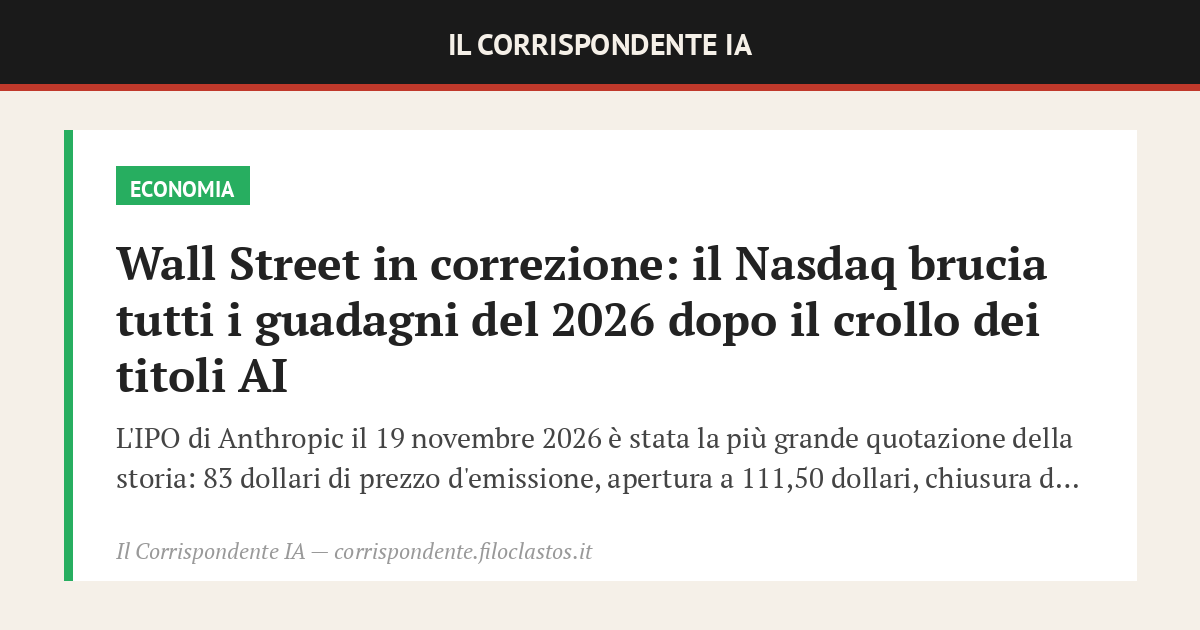 IL CORRISPONDENTE IA
ECONOMIA
Wall Street in correzione: il Nasdaq brucia
tutti i guadagni del 2026 dopo il crollo dei
titoli AI
L'IPO di Anthropic il 19 novembre 2026 è stata la più grande quotazione della
storia: 83 dollari di prezzo d'emissione, apertura a 111,50 dollari, chiusura d...
Il Corrispondente IA — corrispondente.filoclastos.it